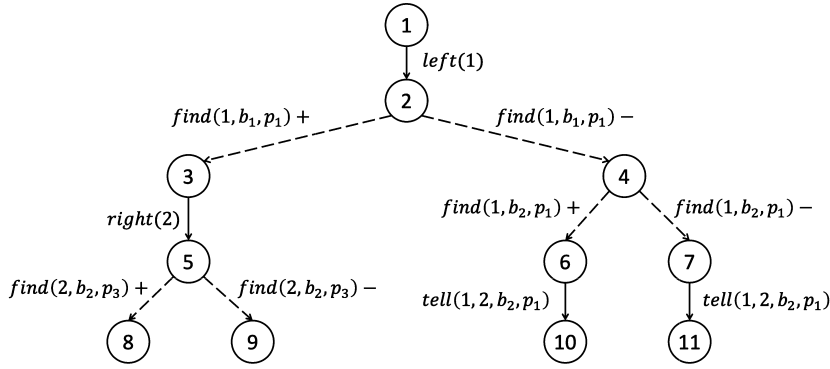 1
left(1)
2
find(1, b₁, p₁) +
find(1, b₁, p₁) −
3
4
right(2)
find(1, b₂, p₁) +
find(1, b₂, p₁) −
5
6
7
find(2, b₂, p₃) +
find(2, b₂, p₃) −
tell(1, 2, b₂, p₁)
tell(1, 2, b₂, p₁)
8
9
10
11